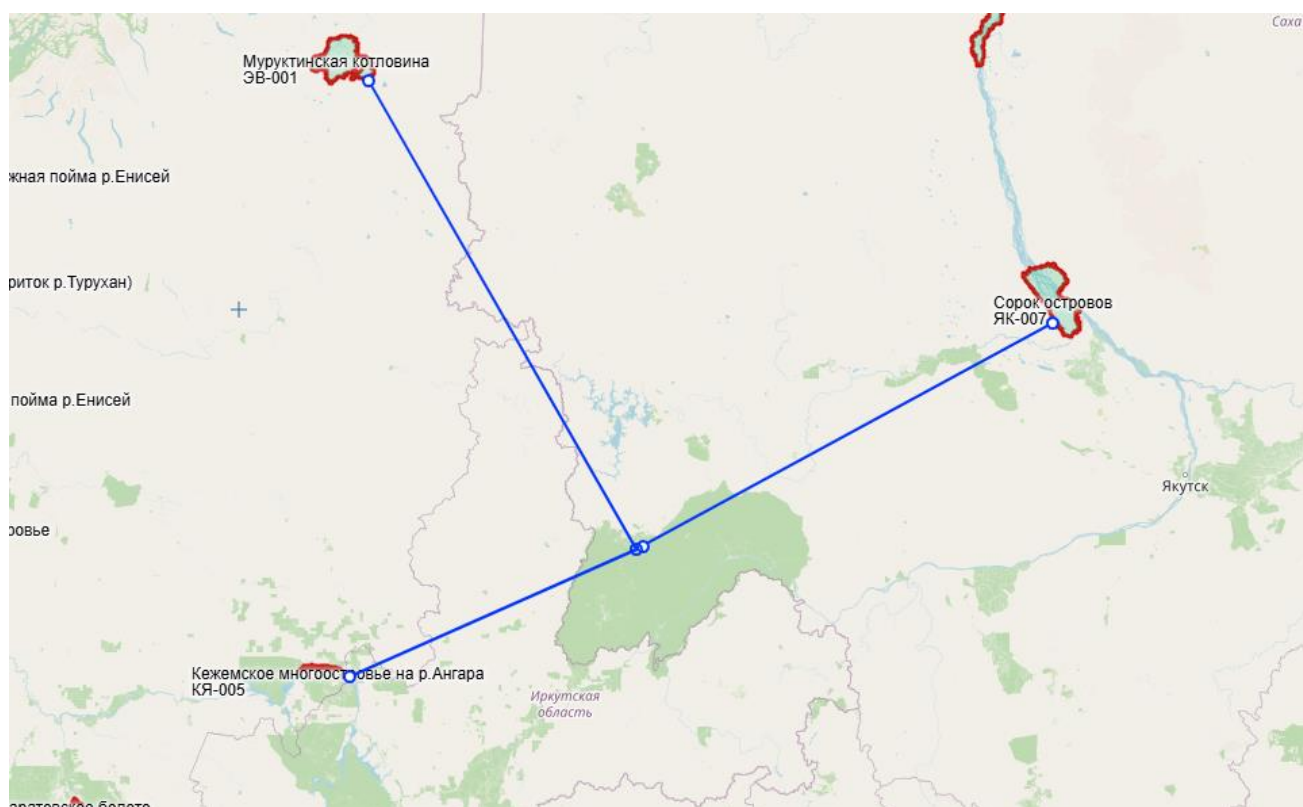 Саха
Муруктинская котловина
ЭВ-001
жная пойма р.Енисей
риток р.Турухан)
Сорок островов
ЯК-007
пойма р.Енисей
Якутск
ровье
Кежемское многоостровье на р.Ангара
КЯ-005
Иркутская
область